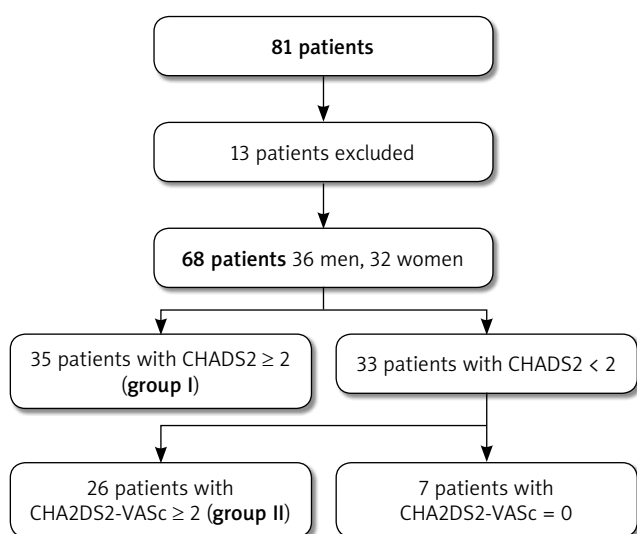 81 patients
13 patients excluded
68 patients 36 men, 32 women
35 patients with CHADS2 ≥ 2
(group I)
33 patients with CHADS2 < 2
26 patients with
CHA2DS2-VASc ≥ 2 (group II)
7 patients with
CHA2DS2-VASc = 0